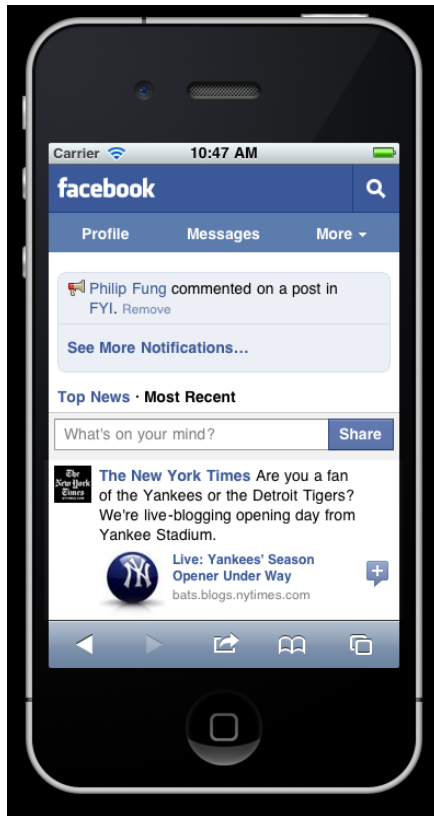 Carrier 10:47 AM
facebook
Profile Messages More
Philip Fung commented on a post in
FYI. Remove
See More Notifications...
Top News · Most Recent
What's on your mind? Share
The
New York
Times
The New York Times Are you a fan
of the Yankees or the Detroit Tigers?
We're live-blogging opening day from
Yankee Stadium.
NY
Live: Yankees' Season
Opener Under Way
bats.blogs.nytimes.com